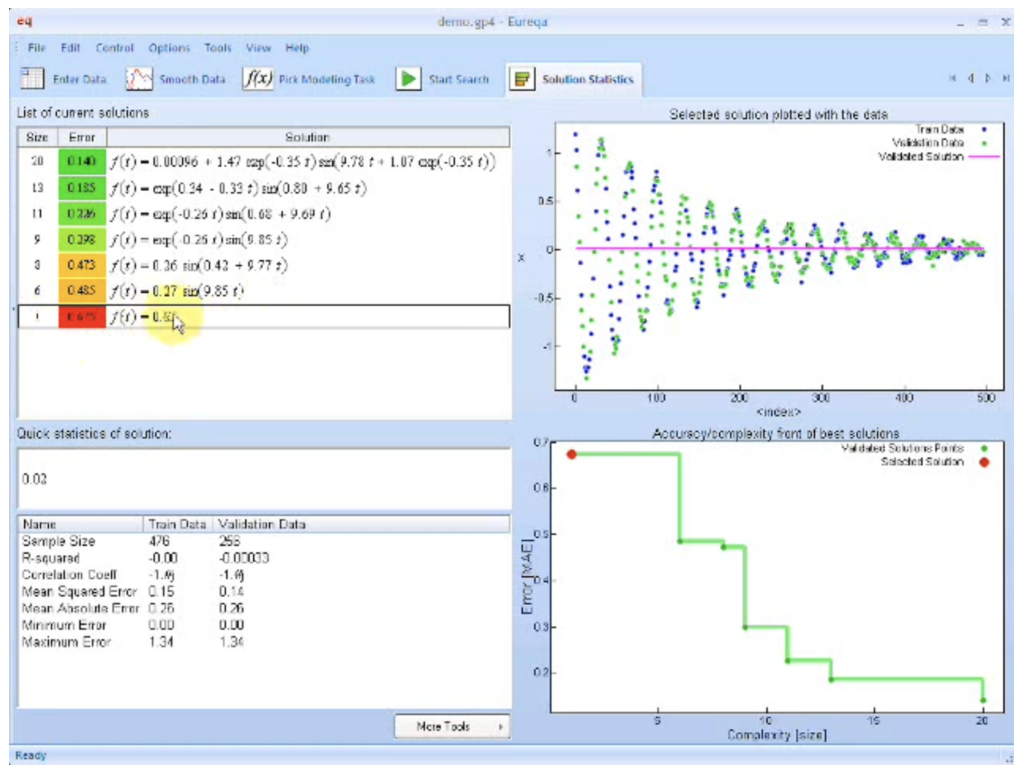 eq demo.gp4 - Eureqa
File Edit Control Options Tools View Help
Enter Data Smooth Data f(x) Pick Modeling Task Start Search Solution Statistics
List of current solutions
Size Error Solution
20 0.140 f(t) = 0.00096 + 1.47 exp(-0.35 t) sin(9.78 t + 1.07 exp(-0.35 t))
13 0.185 f(t) = exp(0.34 - 0.33 t) sin(0.80 + 9.65 t)
11 0.226 f(t) = exp(-0.26 t) sin(0.68 + 9.69 t)
9 0.298 f(t) = exp(-0.26 t) sin(9.85 t)
8 0.473 f(t) = 0.26 sin(0.42 + 9.77 t)
6 0.485 f(t) = 0.27 sin(9.85 t)
1 f(t) =
Quick statistics of solution:
0.02
Name Train Data Validation Data
Sample Size 476 256
R-squared -0.00 -0.00033
Correlation Coeff
Mean Squared Error 0.15 0.14
Mean Absolute Error 0.26 0.26
Minimum Error 0.00 0.00
Maximum Error 1.34 1.34
More Tools
Selected solution plotted with the data
Train Data
Validation Data
Validated Solution
1
0.5
0
-0.5
-1
x
0 100 200 300 400 500
<index>
Accuracy/complexity front of best solutions
Validated Solutions Points
Selected Solution
0.7
0.6
0.5
0.4
0.3
0.2
Error [MAE]
5 10 15 20
Complexity [size]
Ready